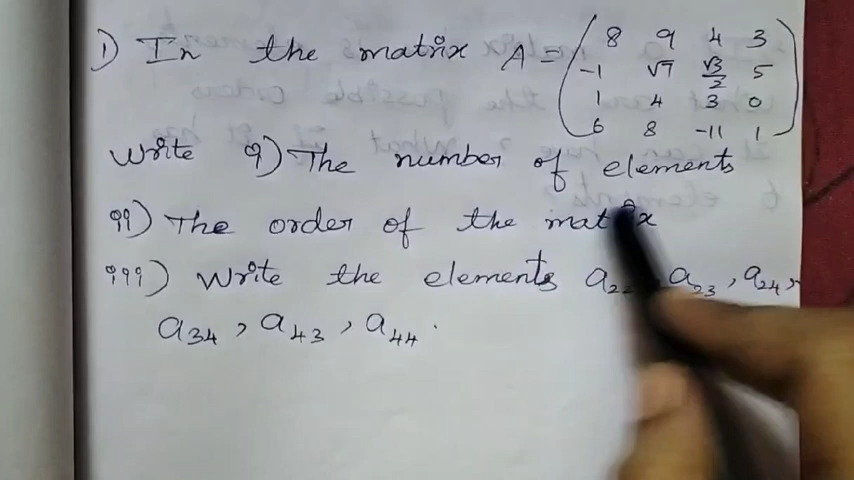 1) In the matrix A = ( 8 9 4 3
-1 √7 √3/2 5
1 4 3 0
6 8 -11 1 )
Write i) The number of elements
ii) The order of the matrix
iii) Write the elements a22, a23, a24,
a34, a43, a44.